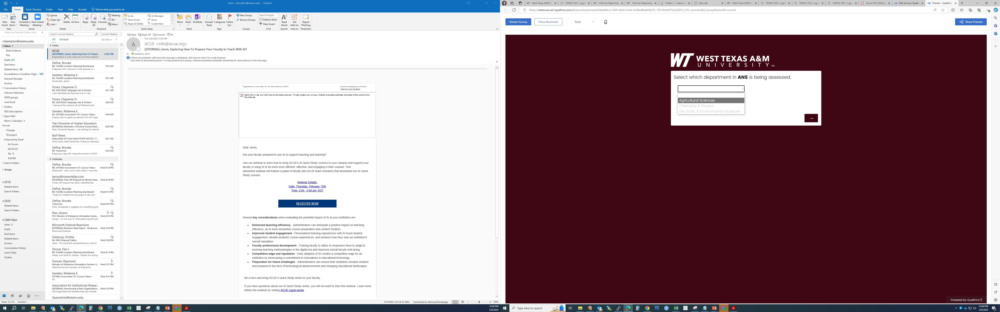 Inbox - jhampton@wtamu.edu - Outlook
File Home Send / Receive Folder View Help Acrobat Tell me what you want to do
New Email
New Items
Schedule a Meeting
Start Instant Meeting
Ignore
Clean Up
Junk
Delete Archive
Reply Reply All Forward
Meeting
IM
More
to do
Team Email
Reply & Delete
To Manager
Done
Create New
Move Rules OneNote
Unread/ Read Categorize Follow Up
New Group
Browse Groups
Search People
Address Book
Filter Email
Read Aloud
Get Add-ins
Report Phishing
New Zoom Delete Respond Quick Steps Move Tags Groups Find Speech Add-ins Protection
Drag Your Favorite Folders Here
jhampton@wtamu.edu
Inbox 1
Brett Goldman
PDs
Drafts [47]
Sent Items
Deleted Items 58
Accreditation in Southern High... 597
Aramark Receipts
Archive
Conversation History
Informer Deliveries
IPEDS groups
Junk Email
Outbox
RSS Subscriptions
Spam Mail
Mom's Calendars 1
to do
Changes
TSI project
Upcoming Travel
Air Forum
SACSCOC
Tair 2
TxAHEA
Search Folders
Groups
2018
Deleted Items
Search Folders
2020
Deleted Items
Search Folders
CBM-Mail
Inbox 5
Drafts
Sent Items
Deleted Items
Archive
Conversation History
Junk E-Mail
Outbox
Items: 57,274 Unread: 1
Search Current Mailbox Current Mailbox
All Unread By Date
Today
ACUE
[EXTERNAL] Jarvis, Exploring How To Prepar... 12:02 PM
Registration is now open for our first webinar
DePue, Brooke
RE: TxAHEA Location Planning Dashboard 9:55 AM
It appears this removal is a bit manual, as I
Sanders, Mckenna E.
Re: TxAHEA Location Planning Dashboard 9:51 AM
Great idea, Jarvis!
Flores, Cheyenne D.
RE: 2024 NSSE Campaign Ads & Posters 9:51 AM
I can definitely do that and see if I can
Flores, Cheyenne D.
RE: 2024 NSSE Campaign Ads & Posters 9:09 AM
I retrieved this picture off of Pinterest and
Sanders, Mckenna E.
Re: WTAMU Assessment 101 Course Videos 9:00 AM
Thank y'all! I'm glad you liked it! The WT logo
The Chronicle of Higher Education
[EXTERNAL] Reminder: Chronicle Survey Dead... 8:40 AM
Dear Chronicle Reader: I am writing to remind
Buff News
[Subscribe] WT FLAG HALF-STAFF NOTICE / T... 8:01 AM
West Texas A&M University Professor Emeritus
DePue, Brooke
RE: Tomorrow 6:24 AM
Enjoy your day off! I hope the travels to DFW
Yesterday
DePue, Brooke
RE: WTAMU Assessment 101 Course Videos Wed 9:18 PM
McKenna!!! How cool is this video!! I love the
tamus@myworkday.com
[EXTERNAL] Time Off Request for Brooke Dep... Wed 8:38 PM
A time off request has been submitted by
DePue, Brooke
RE: TxAHEA Location Planning Dashboard Wed 8:15 PM
I hope it is helpful for you guys! It can also
DePue, Brooke
Tomorrow Wed 8:07 PM
Well, Annabelle is negative for everything just
Ries, Alyson
FW: Minutes of Enterprise Information Syste... Wed 6:53 PM
Sonya, I'm not sure if I articulated myself well.
Microsoft Outlook Reactions
[EXTERNAL] Reaction Daily Digest - Wednesd... Wed 5:39 PM
Microsoft Outlook
Subburaj, Vinitha
Re: NSG Proposal Tables Wed 5:08 PM
Jarvis, We used the spreadsheet you sent to
Stroud, Dan I.
RE: TxAHEA Location Planning Dashboard Wed 4:13 PM
Pretty cool stuff Dr. DePue! Thanks for doing
Duncan, Raymond
Minutes of Enterprise Information Systems G... Wed 3:57 PM
Attached are the minutes of Enterprise
Sanders, Mckenna E.
WTAMU Assessment 101 Course Videos Wed 3:41 PM
Hi!
Association for Institutional Resear...
[EXTERNAL] Announcing a New Organization... Wed 3:33 PM
AIR Organizational Membership has Arrived!
Quarantine@wtamu.edu
Reply Reply All Forward IM
Thu 2/8/2024 12:02 PM
A
ACUE <info@acue.org>
[EXTERNAL] Jarvis, Exploring How To Prepare Your Faculty to Teach With AI?
To Hampton, Jarvis
If there are problems with how this message is displayed, click here to view it in a web browser.
Click here to download pictures. To help protect your privacy, Outlook prevented automatic download of some pictures in this message.
Registration is now open for our first webinar of 2024
Email not displaying correctly?
View it in your browser
Right-click or tap and hold here to download pictures. To help protect your privacy, Outlook prevented automatic download of this picture from
the Internet.
Dear Jarvis,
Are your faculty prepared to use AI to support teaching and learning?
Join our webinar to learn how to bring ACUE's AI Quick Study courses to your campus and support your
faculty in using AI to be even more efficient, effective, and engaging in their courses. This
interactive webinar will feature a panel of faculty and ACUE team members that developed our AI Quick
Study courses.
Webinar Details:
Date: Thursday, February 15th
Time: 2:00 - 3:00 pm, EDT
REGISTER NOW
Several key considerations when evaluating the potential impact of AI at your institution are:
• Enhanced teaching efficiency - Administrators can anticipate a positive impact on teaching
efficiency, as AI tools streamline course preparation and content creation.
• Improved student engagement - Personalized learning experiences with AI boost student
engagement, elevate students' course experiences, and enhance how they view an institution's
overall reputation.
• Faculty professional development - Training faculty to utilize AI empowers them to adapt to
evolving teaching methodologies in the digital era and improves overall faculty well-being.
• Competitive edge and reputation - Early adoption of AI creates a competitive edge for an
institution by showcasing a commitment to innovations in educational technology.
• Preparation for future challenges - Administrators can ensure their institution remains resilient
and prepared in the face of technological advancements and changing educational landscapes.
Be a hero and bring ACUE's Quick Study series to your faculty.
If you have questions about our AI Quick Study series, you will not want to miss this webinar. Learn more
before the webinar by visiting ACUE.org/ai-series.
All folders are up to date. Connected to: Microsoft Exchange 100%
12:44 PM
2/8/2024
West Texas A&M U TAMUS SSO : Logo Informer Reporting Informer Reporting Folder: / - wtamu.e New tab West Texas A&M U TAMUS SSO : Logo TAMUS SSO : Logo TAMUS SSO : Logo Quick-Find 2024.p Edit Survey | Qualt Preview - Qualtrics
https://wtamuuw.az1.qualtrics.com/jfe/preview/previewId/4da94bc2-060f-4dc6-b1bd-2e30bd8beb04/SV_1ZFL0HpH07SpQS8?Q_CHL=preview&Q_SurveyVersionID=current
Restart Survey Place Bookmark Tools Share Preview
WT WEST TEXAS A&M
UNIVERSITY TM
Select which department in ANS is being assessed.
Agricultural Sciences
Chemistry & Physics
Life, Earth, & Environmental Sciences
→
Powered by Qualtrics
Type here to search
12:44 PM
2/8/2024